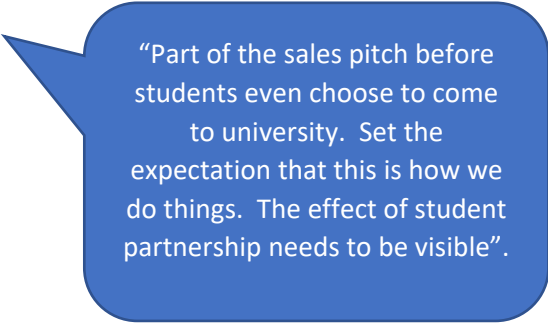 “Part of the sales pitch before
students even choose to come
to university.  Set the
expectation that this is how we
do things.  The effect of student
partnership needs to be visible”.